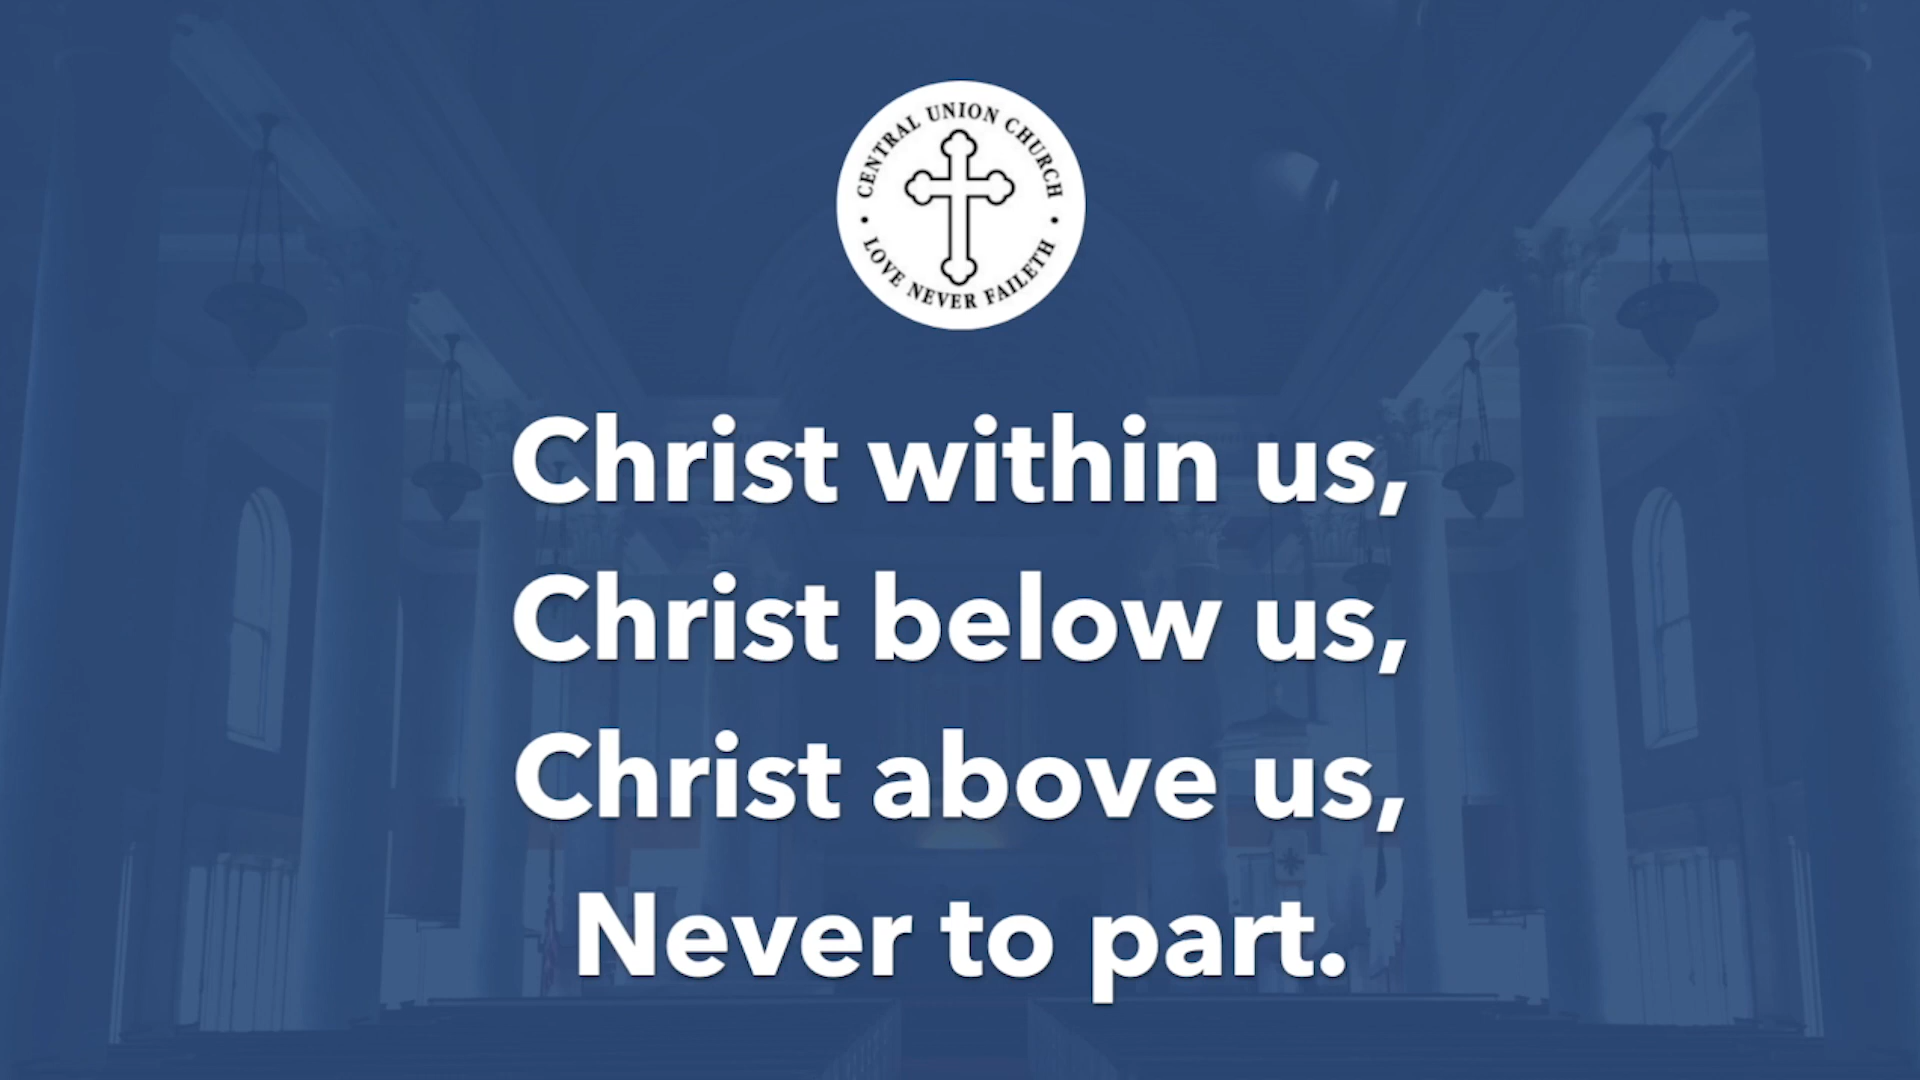 CENTRAL UNION CHURCH
LOVE NEVER FAILETH
Christ within us,
Christ below us,
Christ above us,
Never to part.